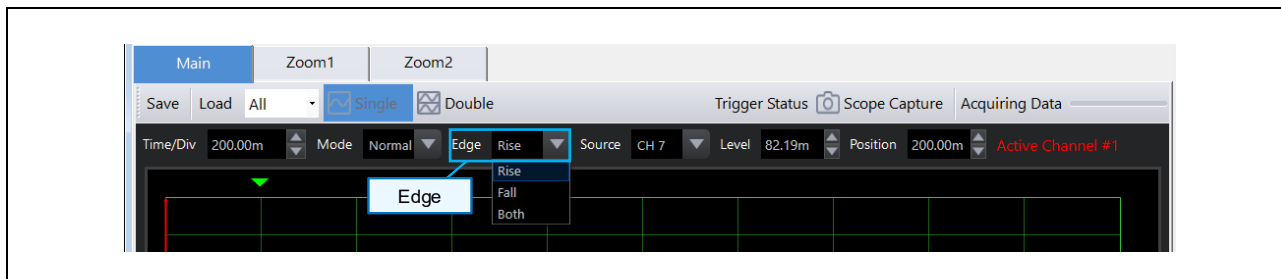 Main Zoom1 Zoom2
Save Load All Single Double Trigger Status Scope Capture Acquiring Data
Time/Div 200.00m Mode Normal Edge Rise Source CH 7 Level 82.19m Position 200.00m Active Channel #1
Rise
Edge
Fall
Both